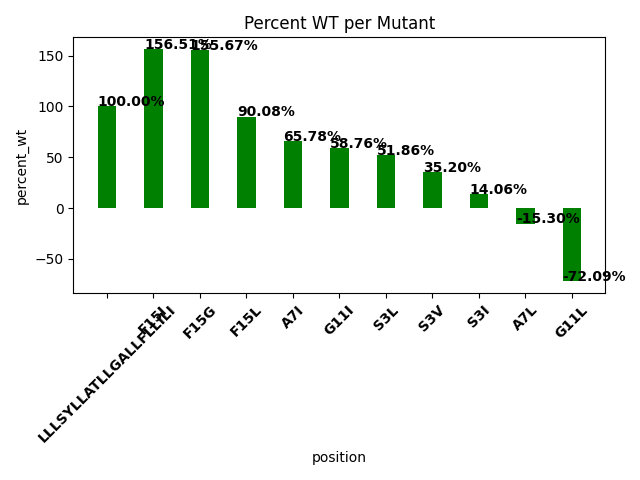 Percent WT per Mutant
percent_wt
150
100
50
0
−50
100.00%
156.51%
155.67%
90.08%
65.78%
58.76%
51.86%
35.20%
14.06%
-15.30%
-72.09%
F15I
F15G
F15L
A7I
G11I
S3L
S3V
S3I
A7L
G11L
position